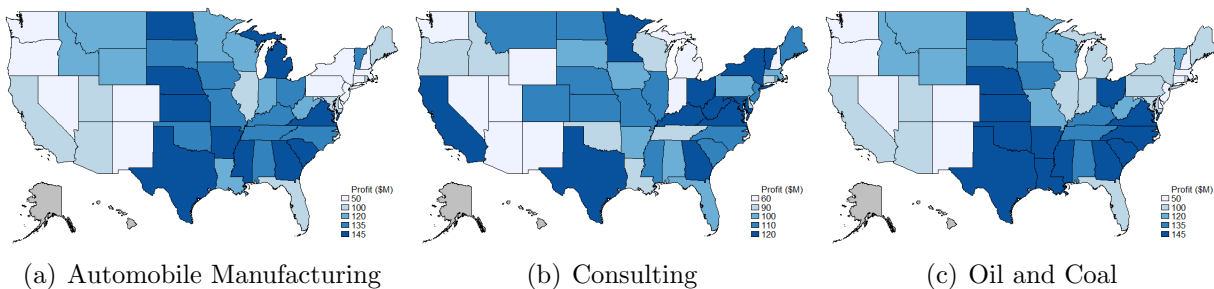 Profit ($M)
50
100
120
135
145
Profit ($M)
60
90
100
110
120
Profit ($M)
50
100
120
135
145
(a) Automobile Manufacturing
(b) Consulting
(c) Oil and Coal